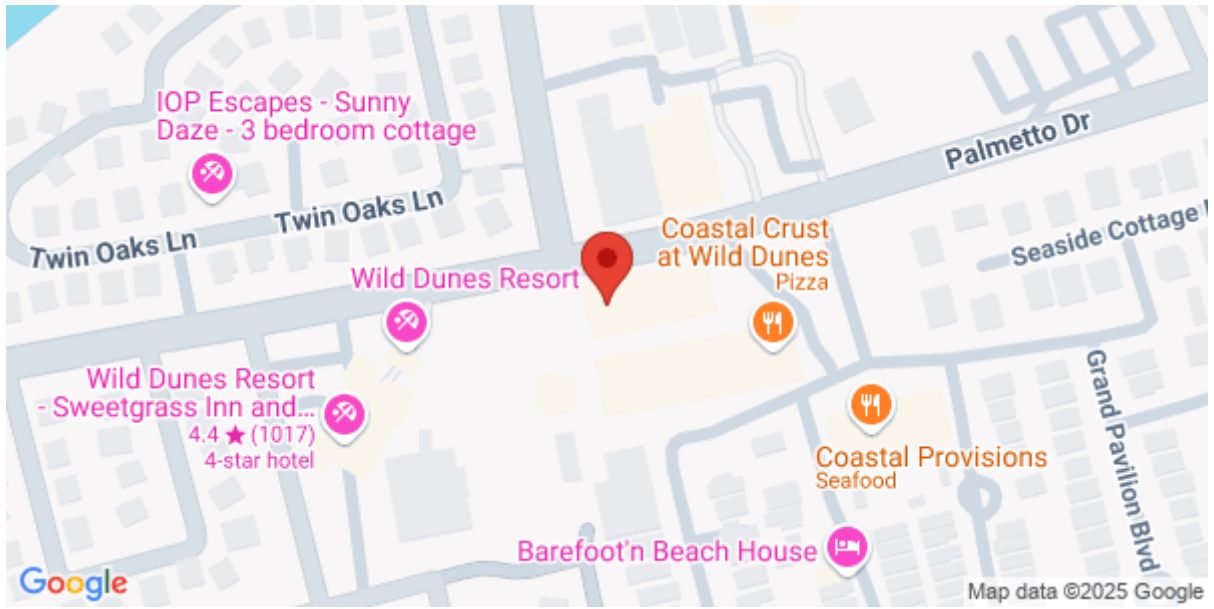 IOP Escapes - Sunny
Daze - 3 bedroom cottage
Palmetto Dr
Twin Oaks Ln
Twin Oaks Ln
Seaside Cottage
Coastal Crust
at Wild Dunes
Pizza
Wild Dunes Resort
Wild Dunes Resort
- Sweetgrass Inn and...
4.4 ★ (1017)
4-star hotel
Grand Pavilion Blvd
Coastal Provisions
Seafood
Barefoot'n Beach House
Google
Map data ©2025 Google